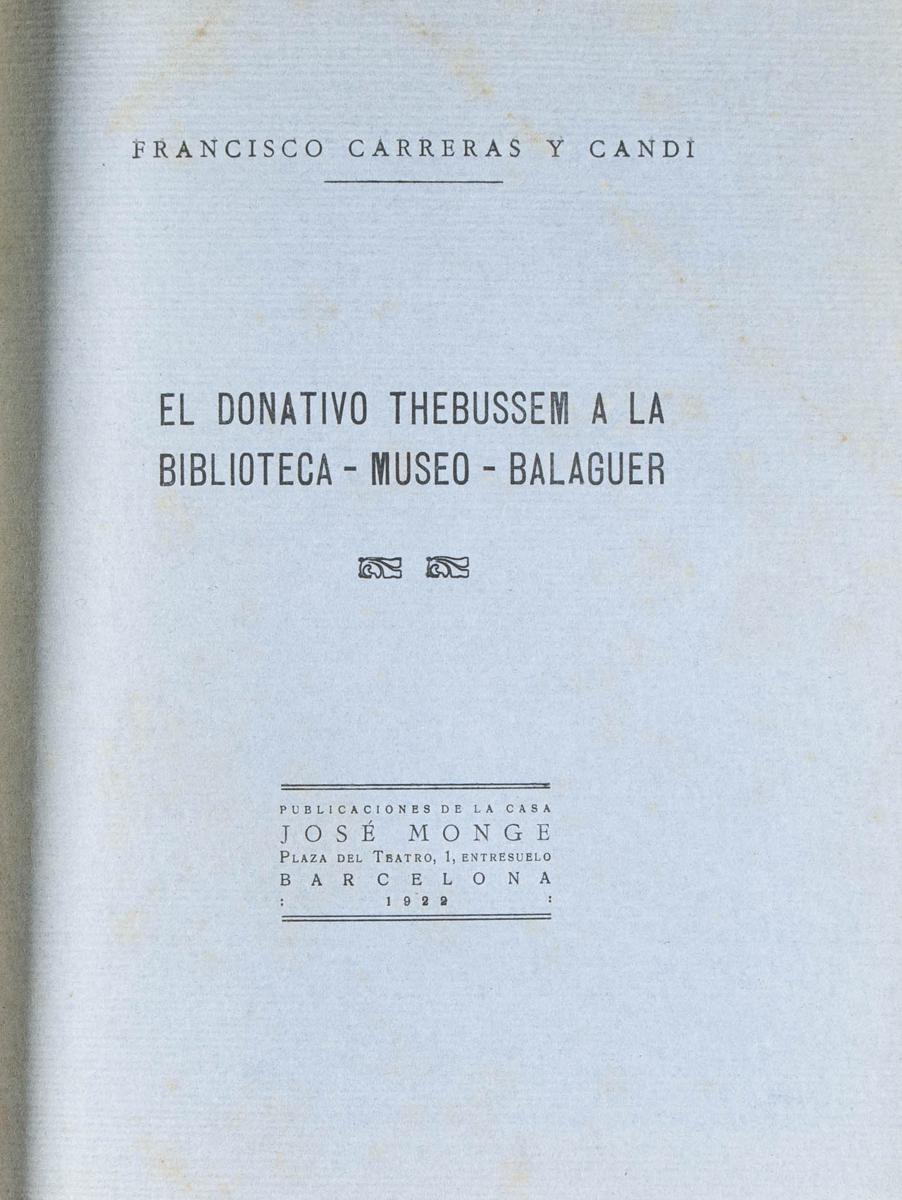 FRANCISCO CARRERAS Y CANDI
EL DONATIVO THEBUSSEM A LA
BIBLIOTECA - MUSEO - BALAGUER
PUBLICACIONES DE LA CASA
JOSÉ MONGE
PLAZA DEL TEATRO, 1, ENTRESUELO
BARCELONA
: 1922 :